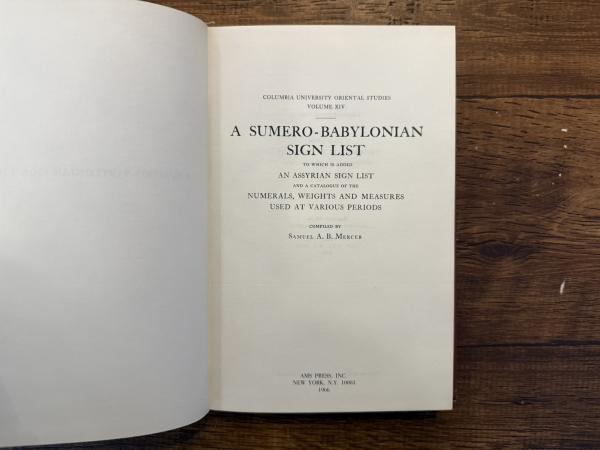 COLUMBIA UNIVERSITY ORIENTAL STUDIES
VOLUME XIV
A SUMERO-BABYLONIAN
SIGN LIST
TO WHICH IS ADDED
AN ASSYRIAN SIGN LIST
AND A CATALOGUE OF THE
NUMERALS, WEIGHTS AND MEASURES
USED AT VARIOUS PERIODS
COMPILED BY
SAMUEL A. B. MERCER
AMS PRESS, INC.
NEW YORK, N.Y. 10003
1966